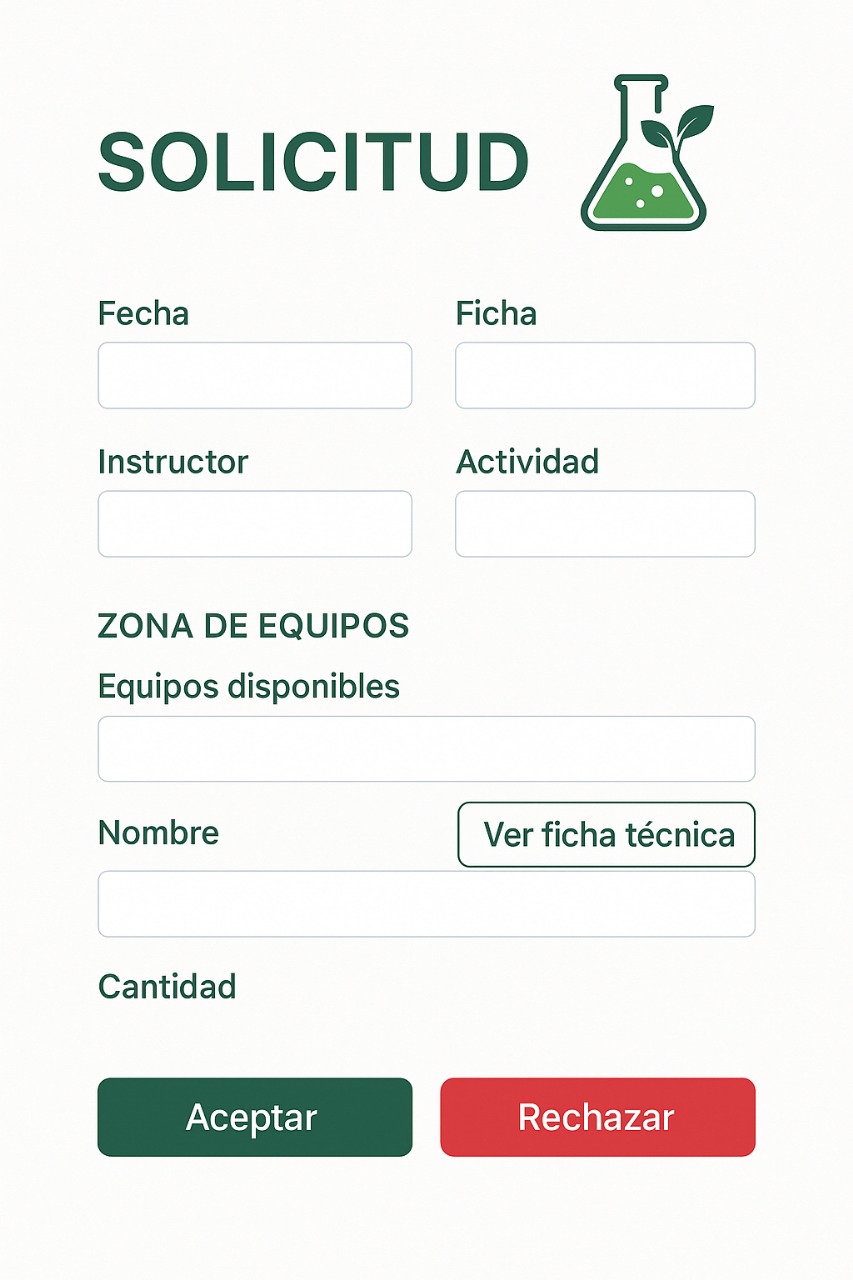 SOLICITUD
Fecha Ficha
Instructor Actividad
ZONA DE EQUIPOS
Equipos disponibles
Nombre Ver ficha técnica
Cantidad
Aceptar Rechazar